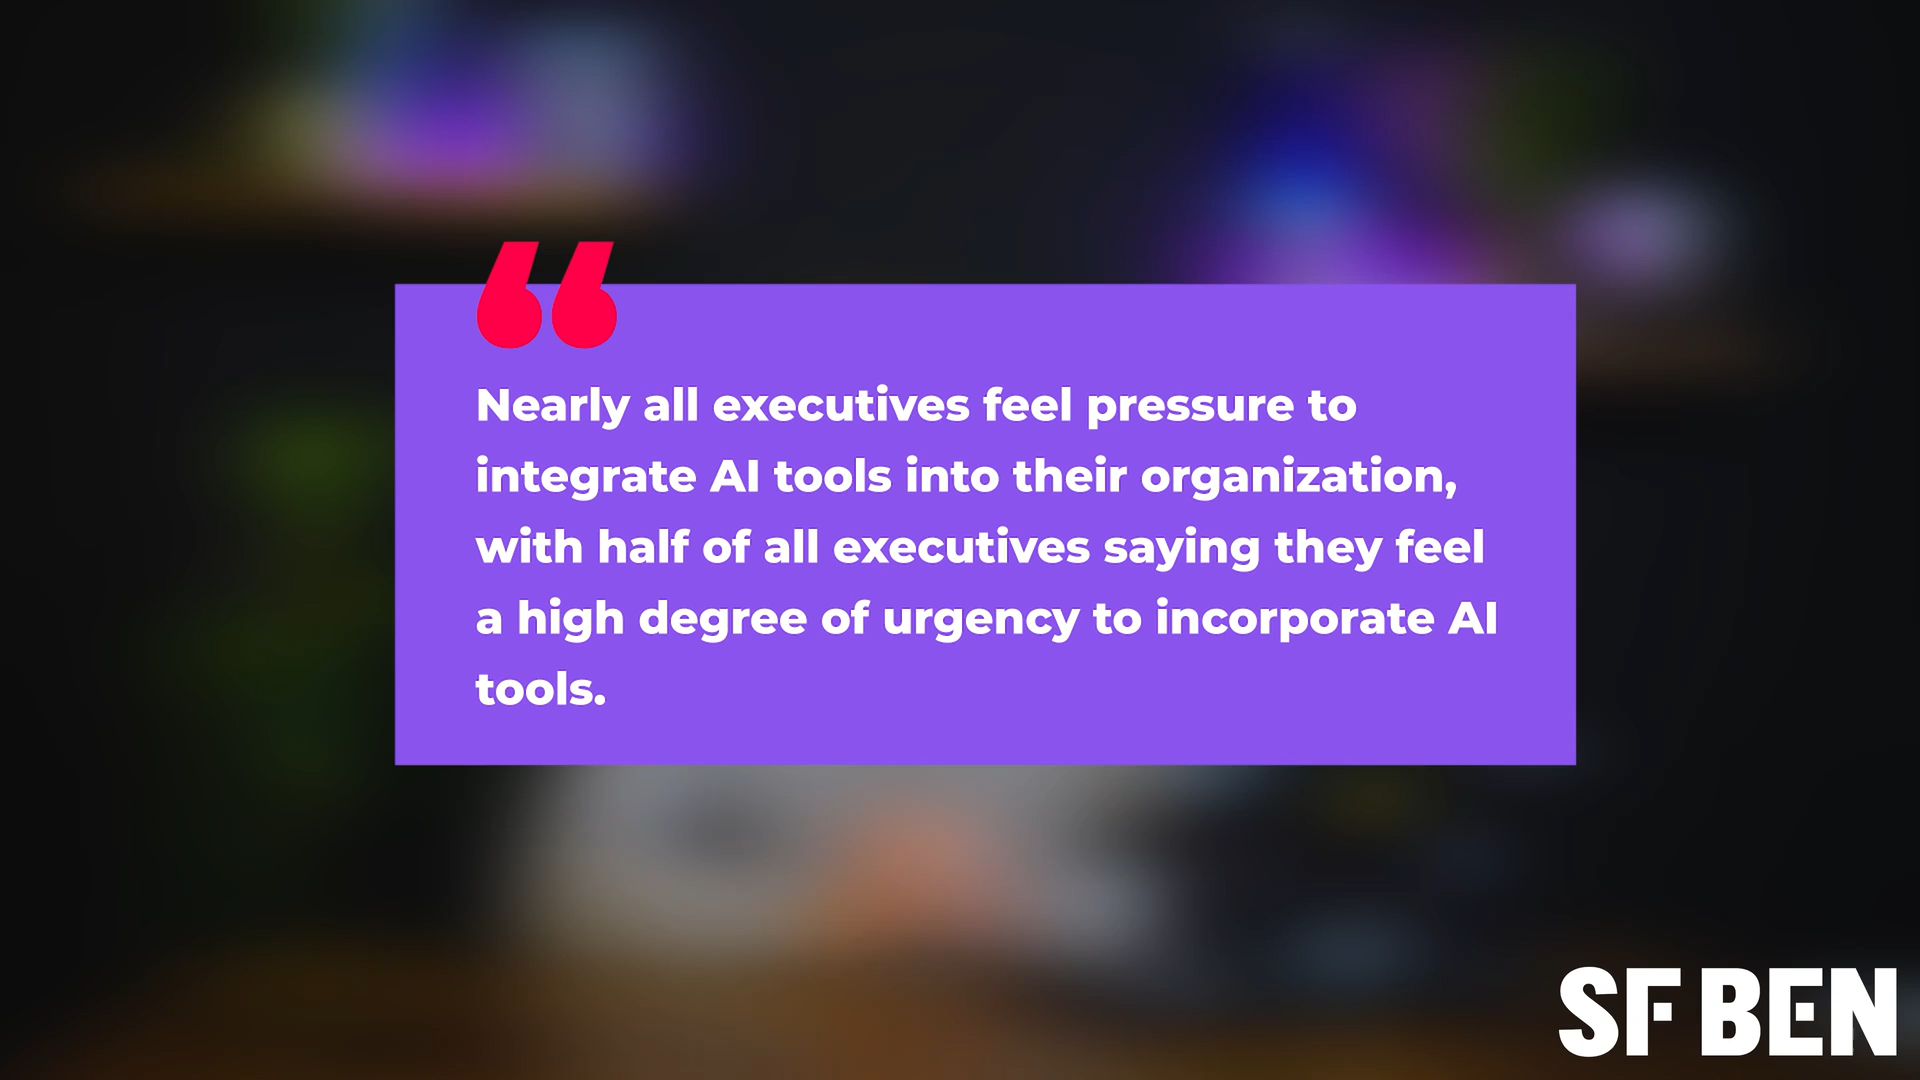 “
Nearly all executives feel pressure to
integrate AI tools into their organization,
with half of all executives saying they feel
a high degree of urgency to incorporate AI
tools.
SF BEN